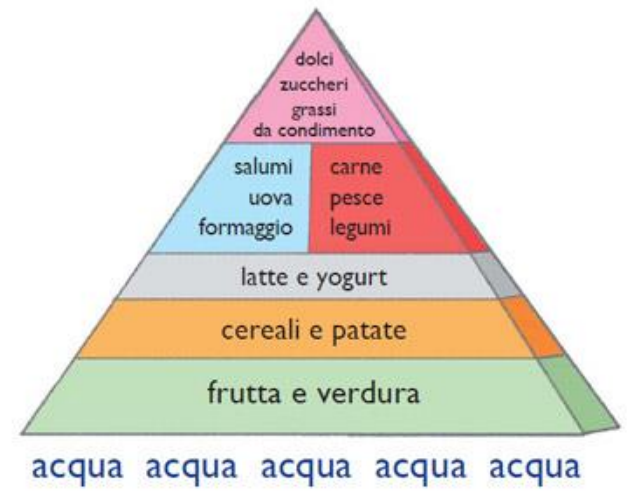 dolci
zuccheri
grassi
da condimento
salumi
uova
formaggio
carne
pesce
legumi
latte e yogurt
cereali e patate
frutta e verdura
acqua acqua acqua acqua acqua